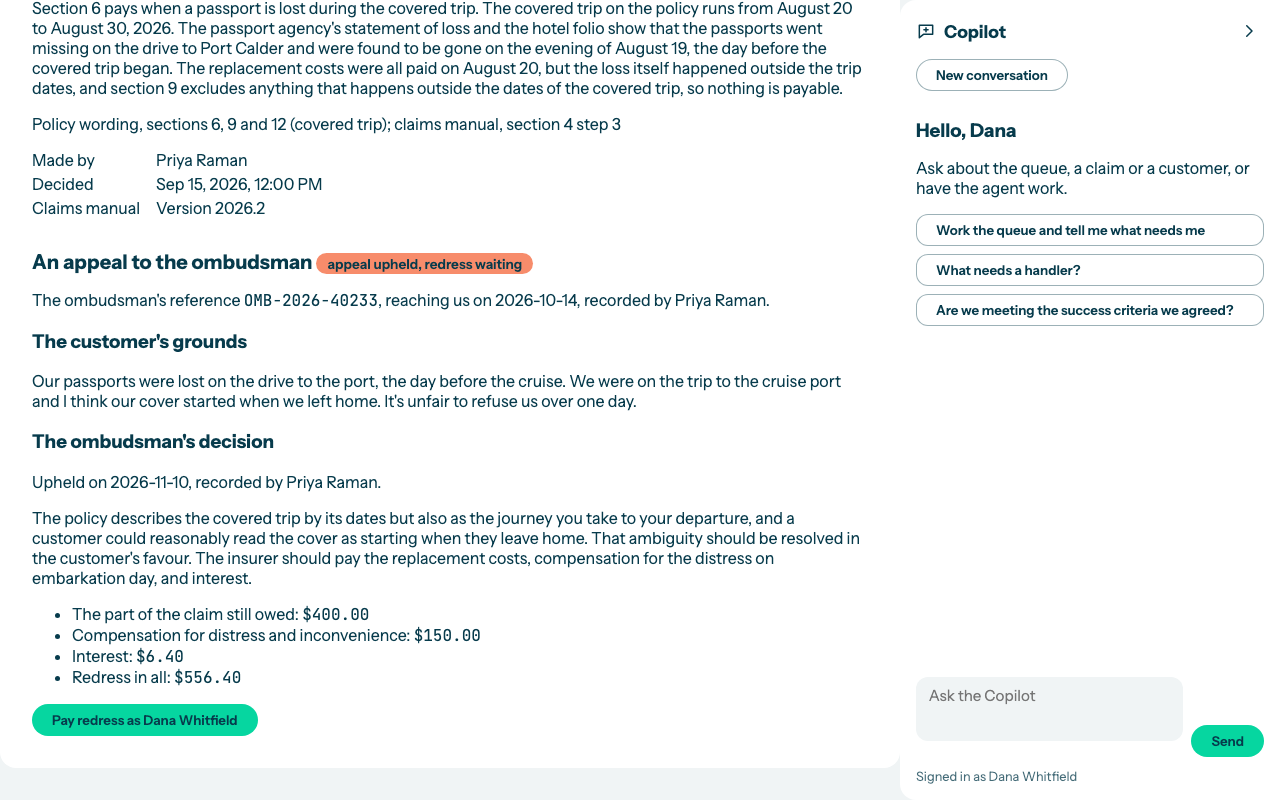 Section 6 pays when a passport is lost during the covered trip. The covered trip on the policy runs from August 20
to August 30, 2026. The passport agency's statement of loss and the hotel folio show that the passports went
missing on the drive to Port Calder and were found to be gone on the evening of August 19, the day before the
covered trip began. The replacement costs were all paid on August 20, but the loss itself happened outside the trip
dates, and section 9 excludes anything that happens outside the dates of the covered trip, so nothing is payable.
Policy wording, sections 6, 9 and 12 (covered trip); claims manual, section 4 step 3
Made by Priya Raman
Decided Sep 15, 2026, 12:00 PM
Claims manual Version 2026.2
An appeal to the ombudsman appeal upheld, redress waiting
The ombudsman's reference OMB-2026-40233, reaching us on 2026-10-14, recorded by Priya Raman.
The customer's grounds
Our passports were lost on the drive to the port, the day before the cruise. We were on the trip to the cruise port
and I think our cover started when we left home. It's unfair to refuse us over one day.
The ombudsman's decision
Upheld on 2026-11-10, recorded by Priya Raman.
The policy describes the covered trip by its dates but also as the journey you take to your departure, and a
customer could reasonably read the cover as starting when they leave home. That ambiguity should be resolved in
the customer's favour. The insurer should pay the replacement costs, compensation for the distress on
embarkation day, and interest.
• The part of the claim still owed: $400.00
• Compensation for distress and inconvenience: $150.00
• Interest: $6.40
• Redress in all: $556.40
Pay redress as Dana Whitfield
Copilot
New conversation
Hello, Dana
Ask about the queue, a claim or a customer, or
have the agent work.
Work the queue and tell me what needs me
What needs a handler?
Are we meeting the success criteria we agreed?
Ask the Copilot
Send
Signed in as Dana Whitfield